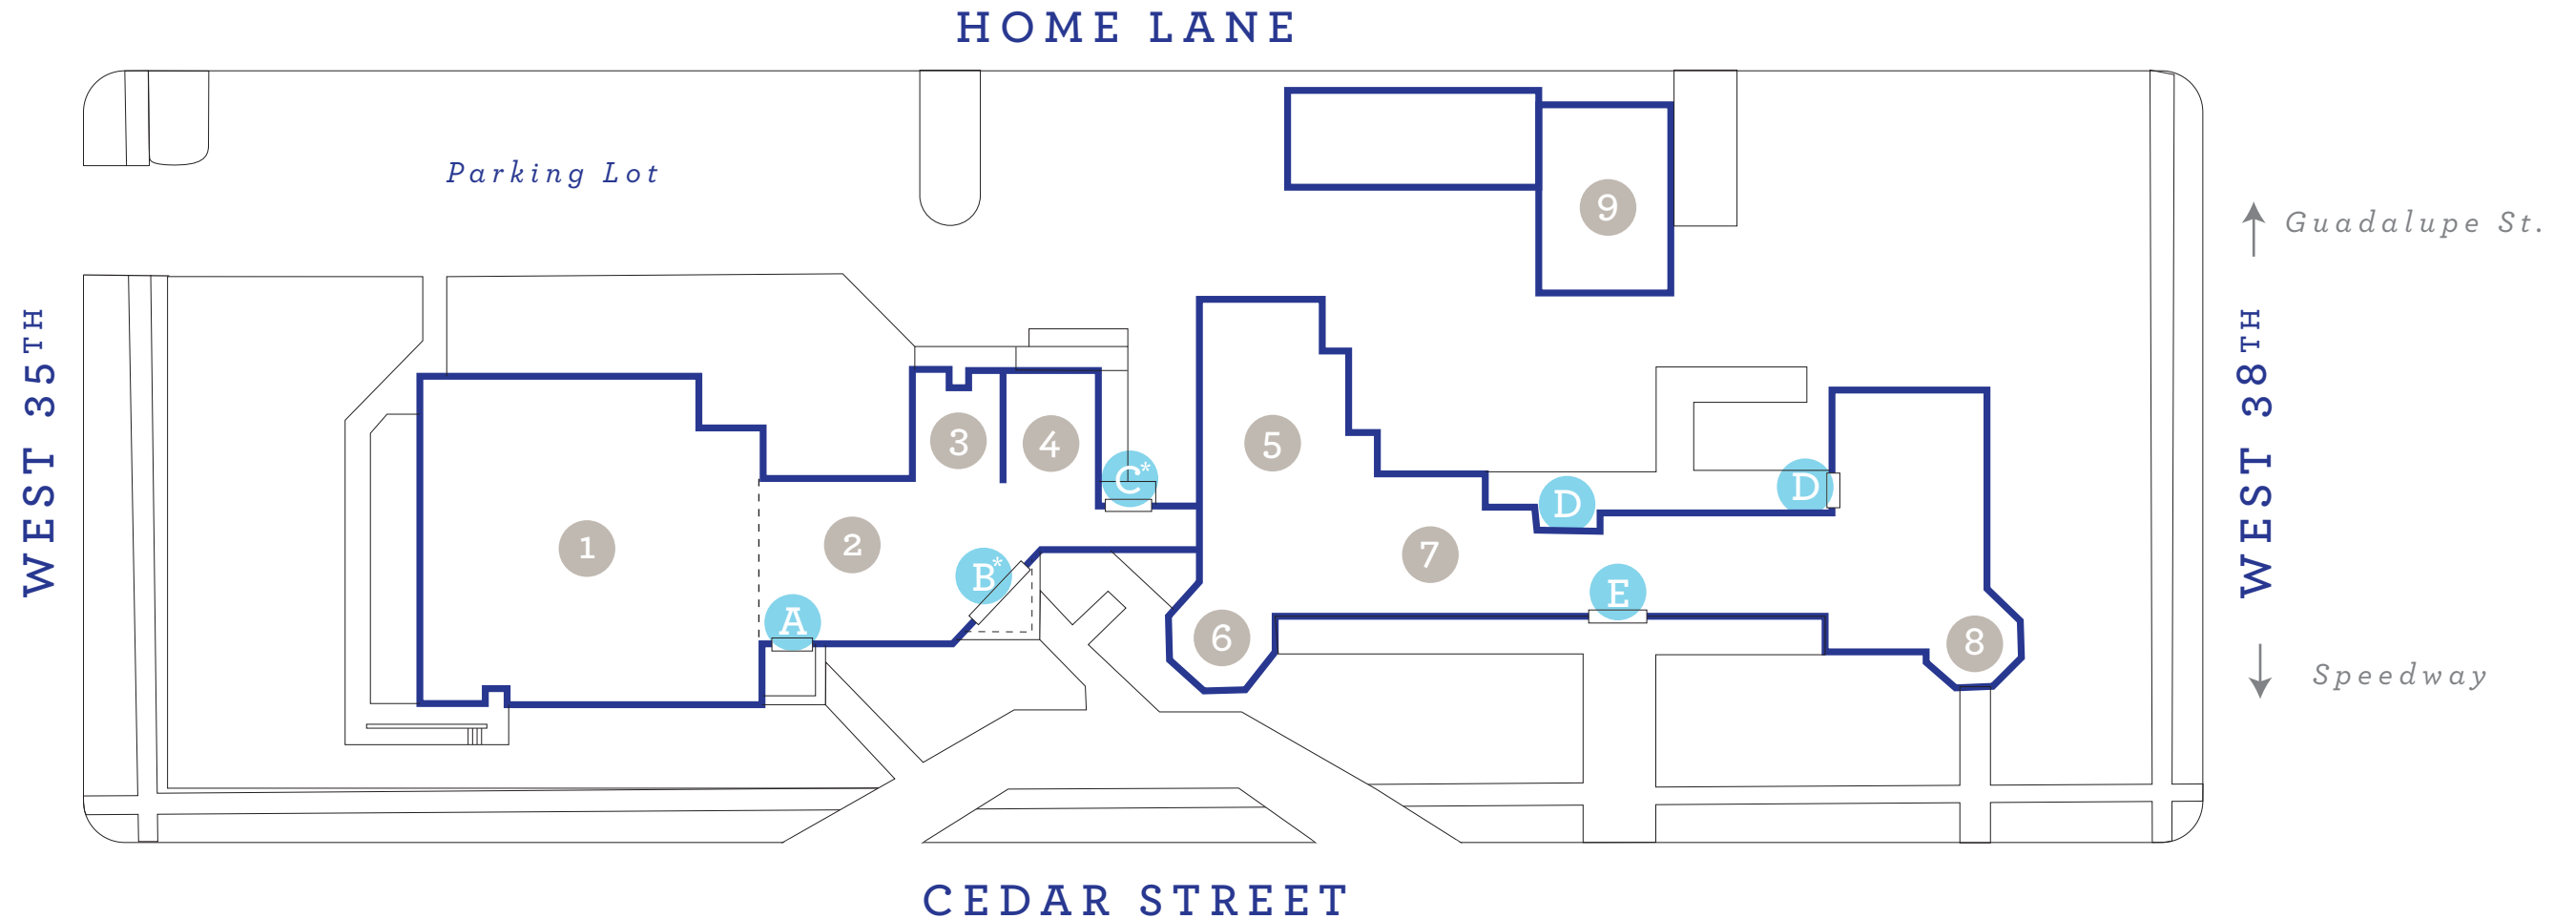 HOME LANE
Parking Lot
9
Guadalupe St.
WEST 35TH
WEST 38TH
3
4
5
C*
D
D
1
2
7
B*
E
A
6
8
Speedway
CEDAR STREET